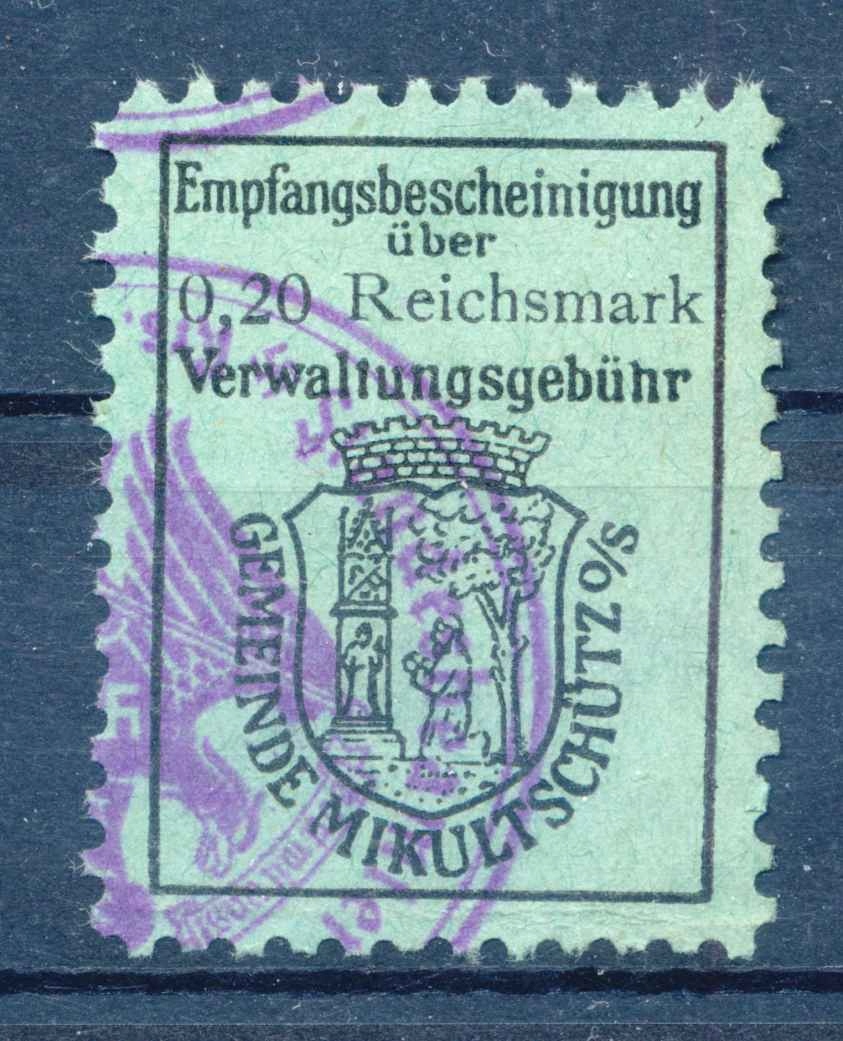 Empfangsbescheinigung
über
0,20 Reichsmark
Verwaltungsgebühr
GEMEINDE MIKULTSCHÜTZ O/S